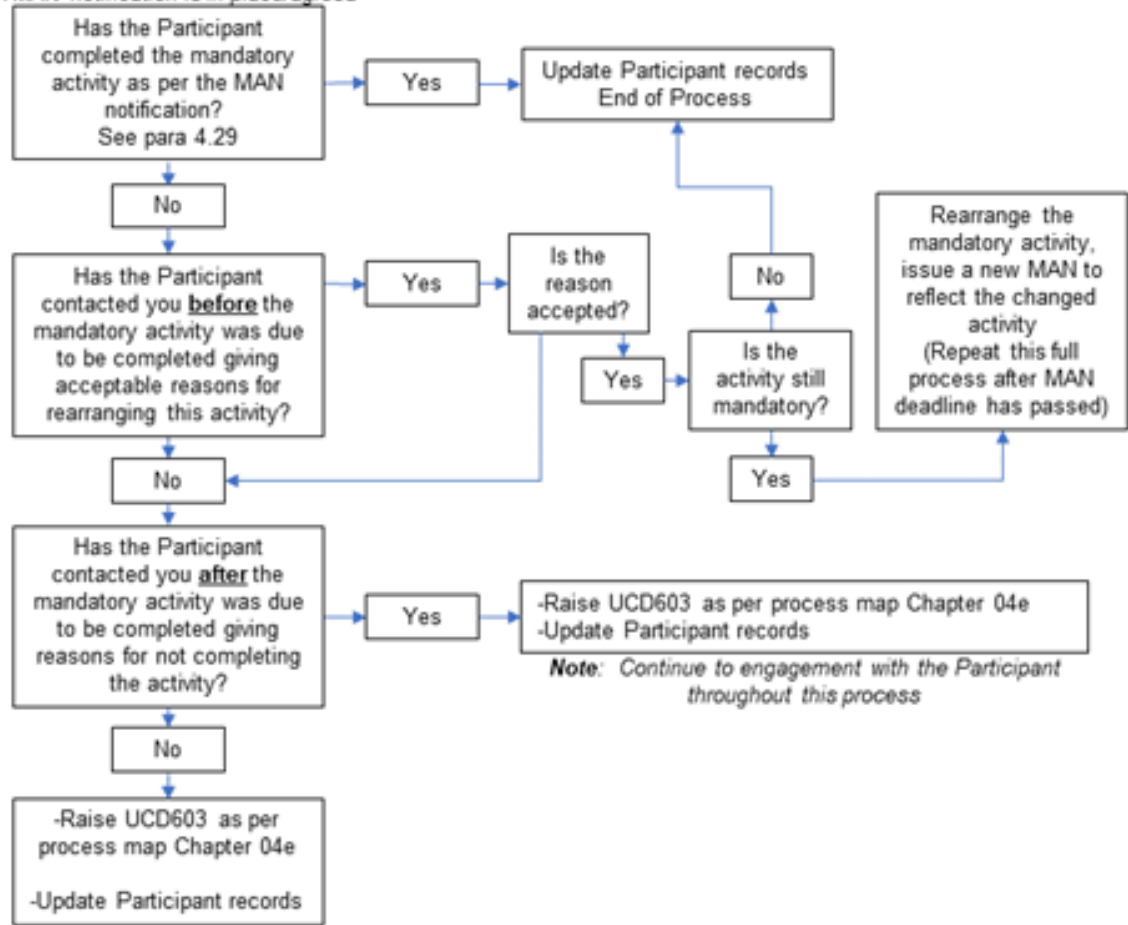 Has the Participant
completed the mandatory
activity as per the MAN
notification?
See para 4.29
Yes
Update Participant records
End of Process
No
Has the Participant
contacted you before the
mandatory activity was due
to be completed giving
acceptable reasons for
rearranging this activity?
Yes
Is the
reason
accepted?
Yes
Is the
activity still
mandatory?
No
Yes
Rearrange the
mandatory activity,
issue a new MAN to
reflect the changed
activity
(Repeat this full
process after MAN
deadline has passed)
No
Has the Participant
contacted you after the
mandatory activity was due
to be completed giving
reasons for not completing
the activity?
Yes
-Raise UCD603 as per process map Chapter 04e
-Update Participant records
Note: Continue to engagement with the Participant
throughout this process
No
-Raise UCD603 as per
process map Chapter 04e
-Update Participant records